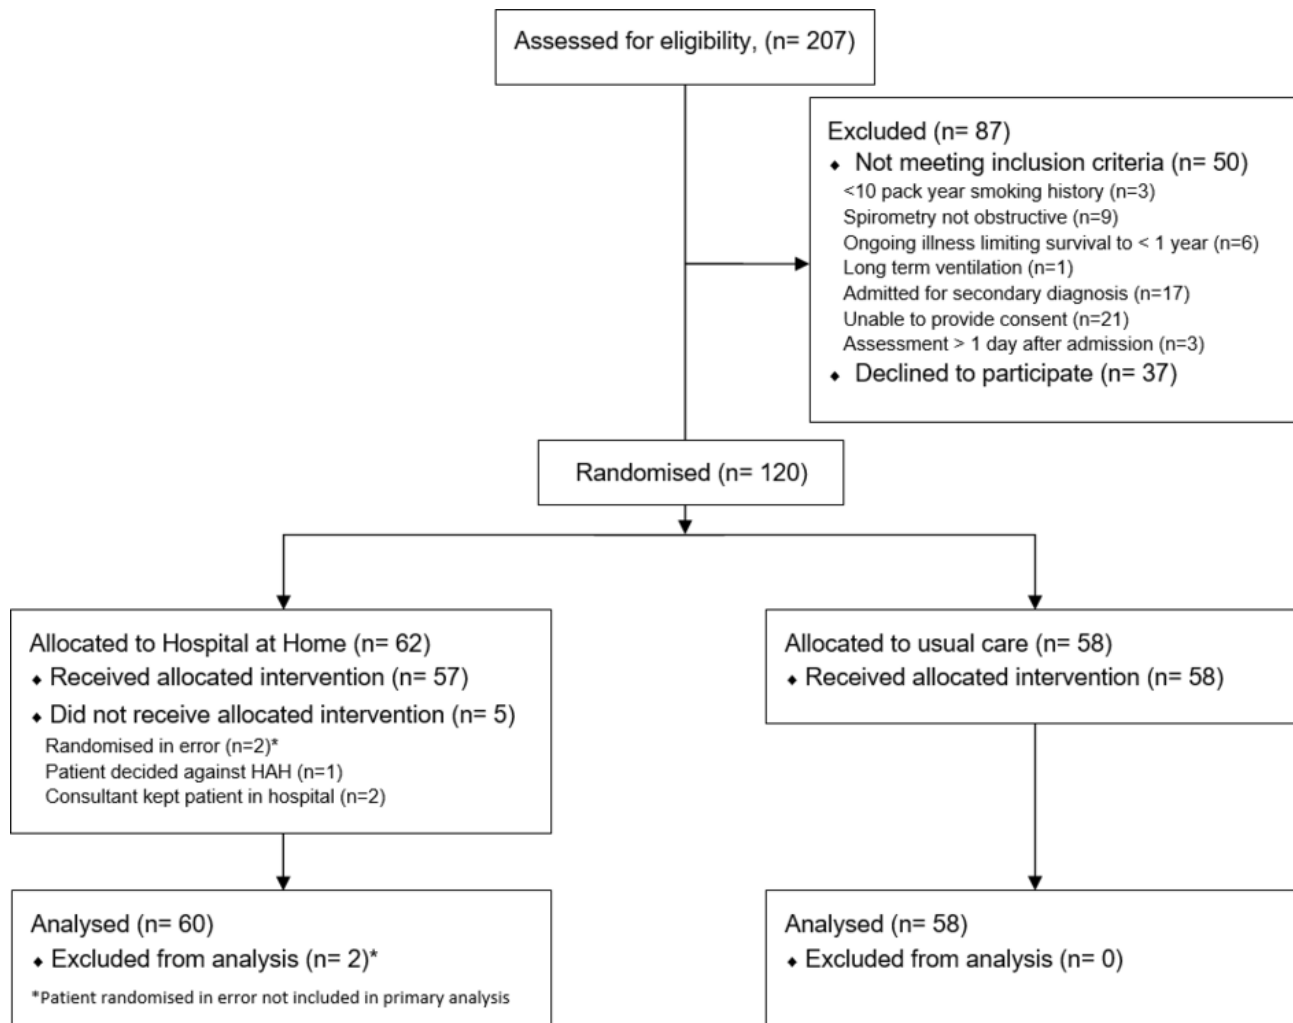 Assessed for eligibility, (n= 207)
Excluded (n= 87)
⬥ Not meeting inclusion criteria (n= 50)
<10 pack year smoking history (n=3)
Spirometry not obstructive (n=9)
Ongoing illness limiting survival to < 1 year (n=6)
Long term ventilation (n=1)
Admitted for secondary diagnosis (n=17)
Unable to provide consent (n=21)
Assessment > 1 day after admission (n=3)
⬥ Declined to participate (n= 37)
Randomised (n= 120)
Allocated to Hospital at Home (n= 62)
⬥ Received allocated intervention (n= 57)
⬥ Did not receive allocated intervention (n= 5)
Randomised in error (n=2)*
Patient decided against HAH (n=1)
Consultant kept patient in hospital (n=2)
Allocated to usual care (n= 58)
⬥ Received allocated intervention (n= 58)
Analysed (n= 60)
⬥ Excluded from analysis (n= 2)*
*Patient randomised in error not included in primary analysis
Analysed (n= 58)
⬥ Excluded from analysis (n= 0)